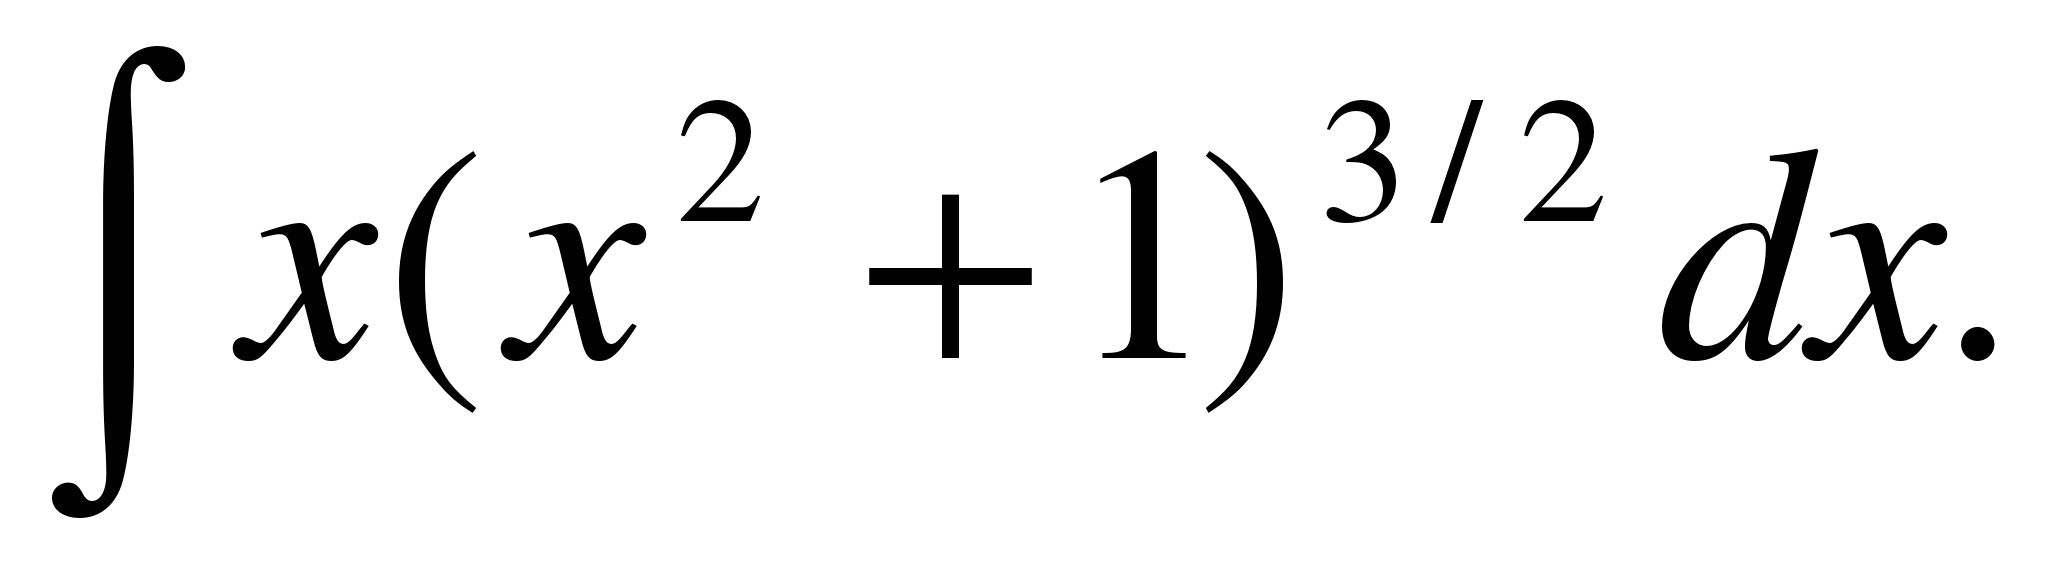 ∫ x(x² + 1)³/² dx.